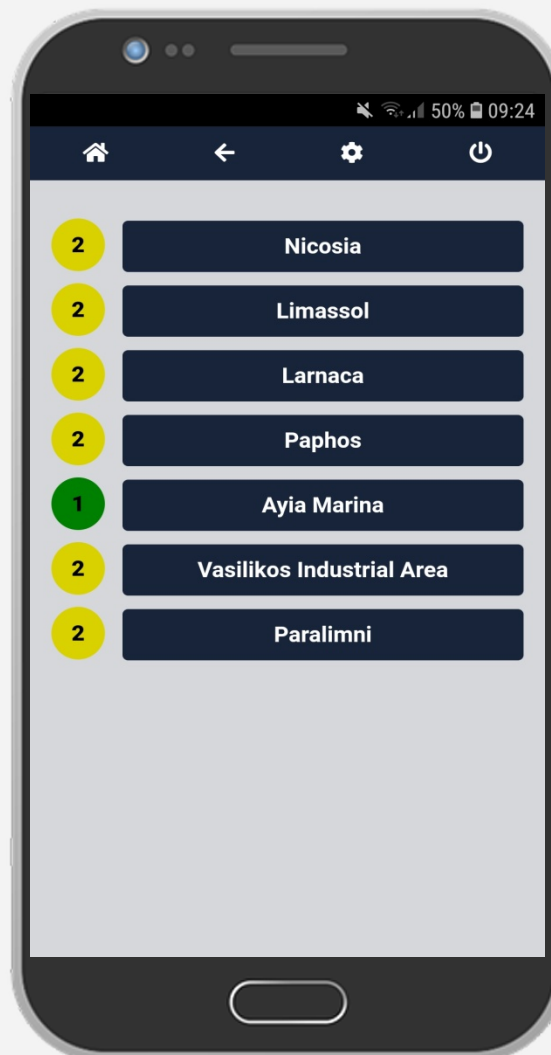 50% 09:24
2 Nicosia
2 Limassol
2 Larnaca
2 Paphos
1 Ayia Marina
2 Vasilikos Industrial Area
2 Paralimni